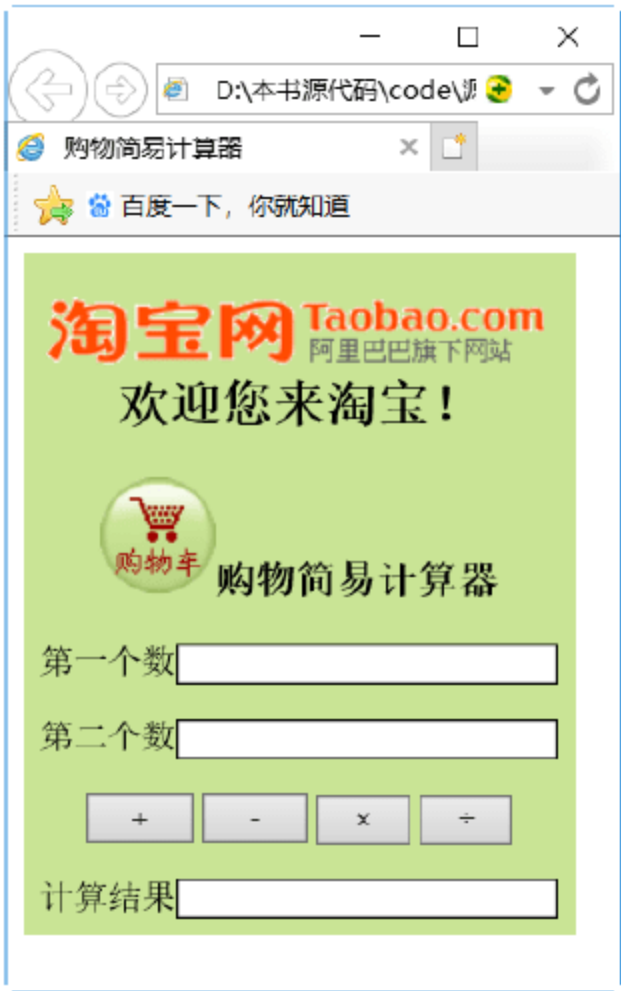 D:\本书源代码\code\源
购物简易计算器
百度一下，你就知道
淘宝网 Taobao.com
阿里巴巴旗下网站
欢迎您来淘宝！
购物车
购物简易计算器
第一个数
第二个数
+ - x ÷
计算结果